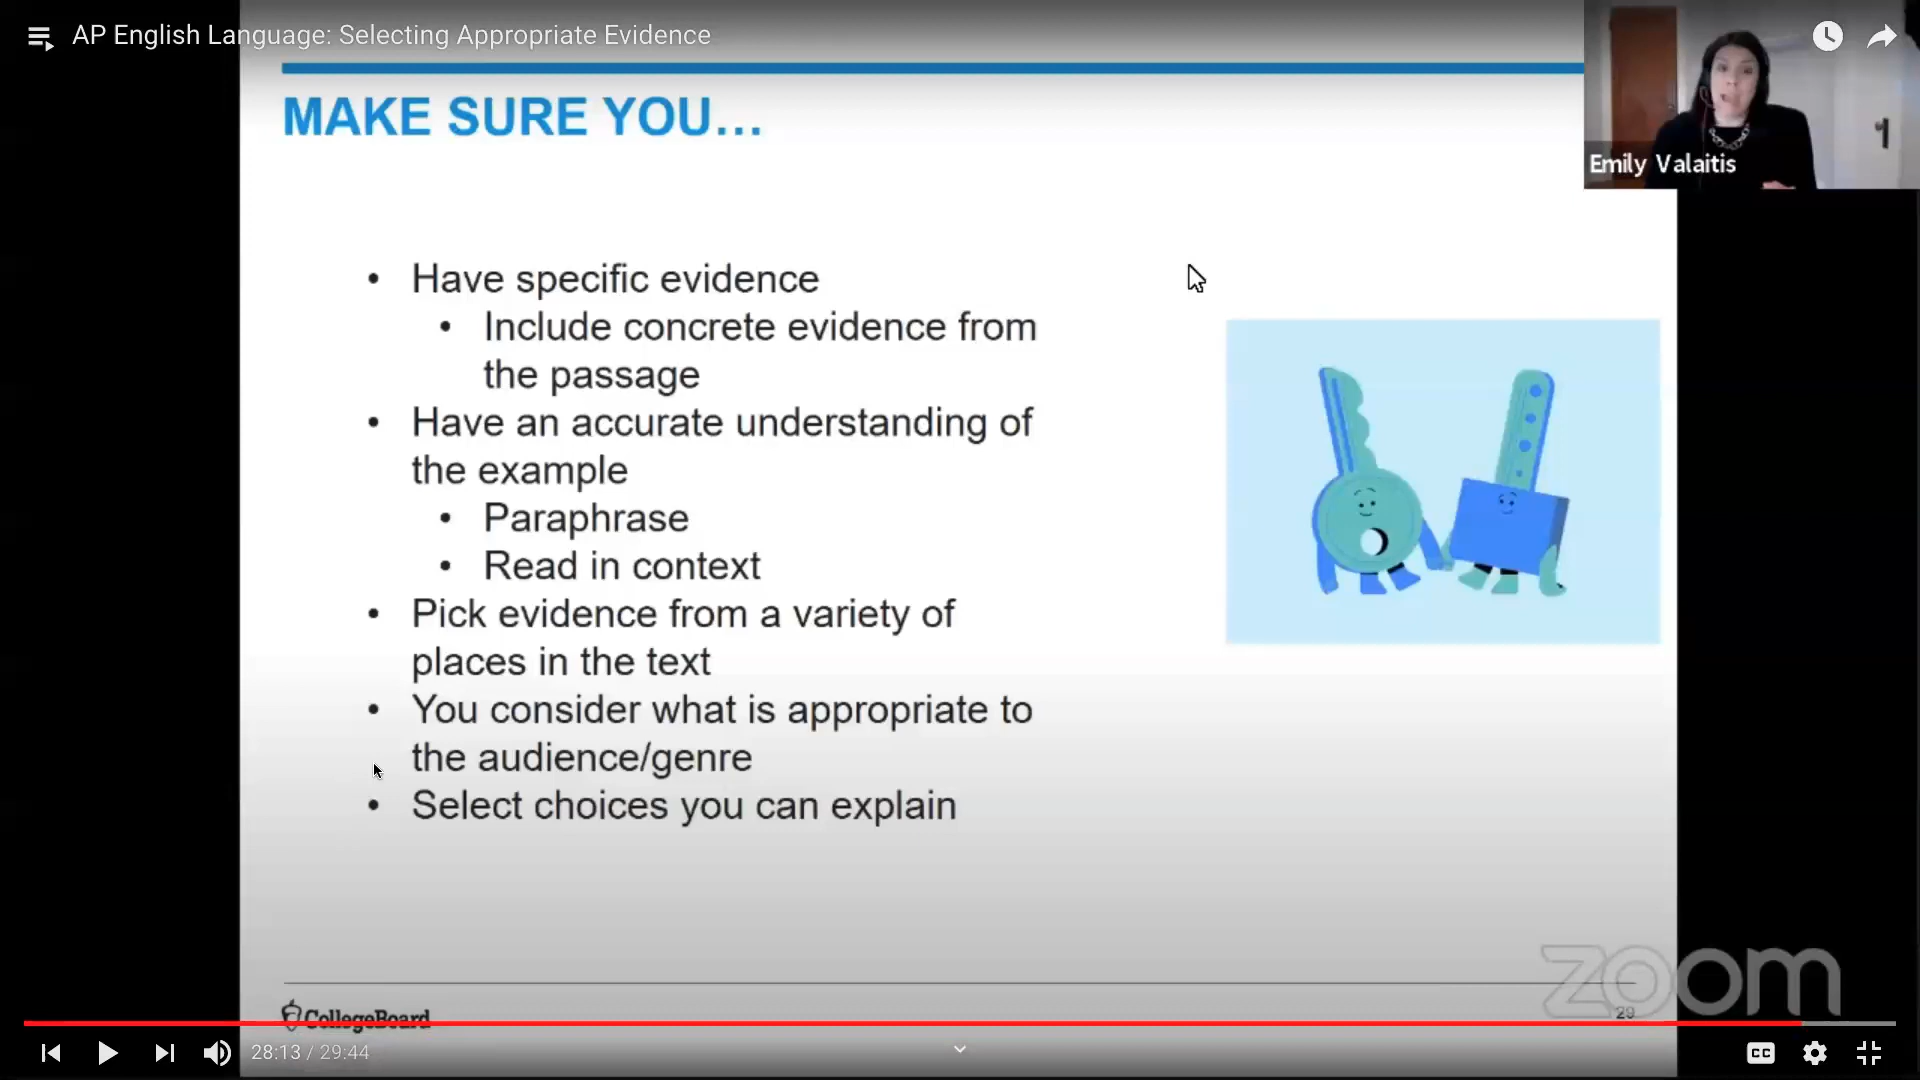 AP English Language: Selecting Appropriate Evidence
MAKE SURE YOU...
Emily Valaitis
• Have specific evidence
• Include concrete evidence from
the passage
• Have an accurate understanding of
the example
• Paraphrase
• Read in context
• Pick evidence from a variety of
places in the text
• You consider what is appropriate to
the audience/genre
• Select choices you can explain
zoom
CollegeBoard
29
28:13 / 29:44
CC